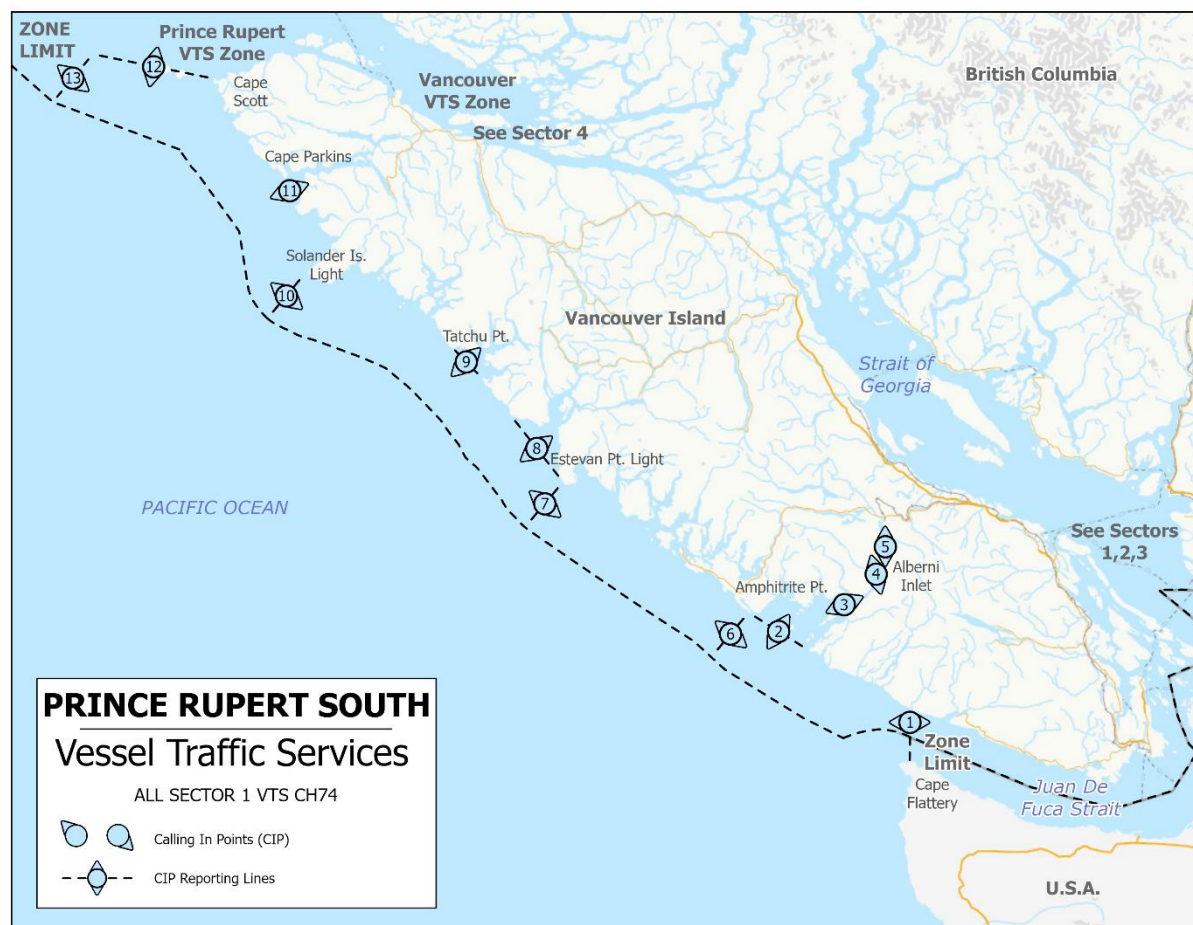 ZONE
LIMIT
Prince Rupert
VTS Zone
13
12
Cape
Scott
Vancouver
VTS Zone
British Columbia
See Sector 4
Cape Parkins
11
Solander Is.
Light
10
Vancouver Island
Tatchu Pt.
9
Strait of
Georgia
8
Estevan Pt. Light
7
PACIFIC OCEAN
See Sectors
1,2,3
5
4
Alberni
Inlet
Amphitrite Pt.
3
6
2
1
Zone
Limit
Cape
Flattery
Juan De
Fuca Strait
U.S.A.
PRINCE RUPERT SOUTH
Vessel Traffic Services
ALL SECTOR 1 VTS CH74
Calling In Points (CIP)
CIP Reporting Lines